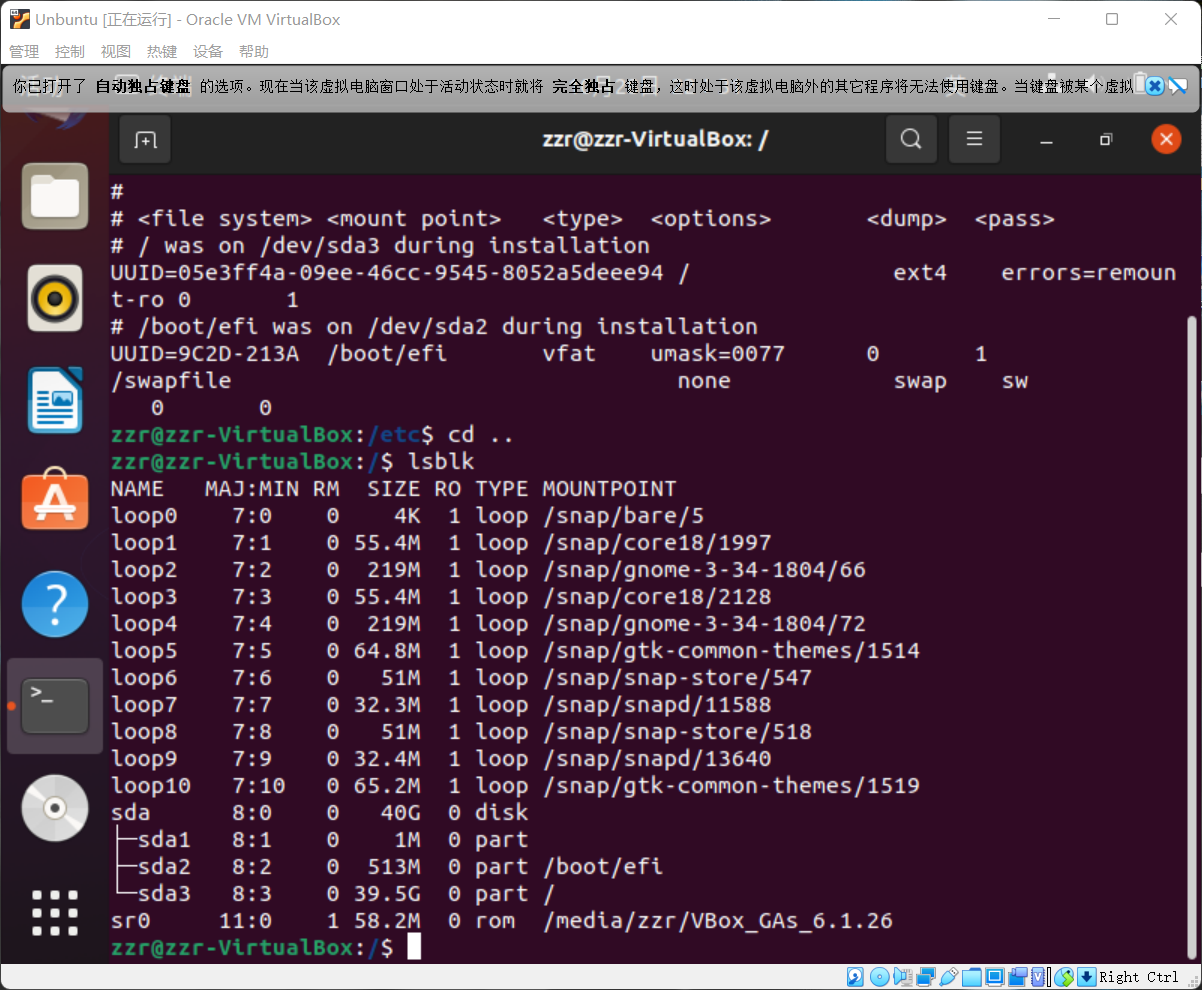 Unbuntu [正在运行] - Oracle VM VirtualBox
管理 控制 视图 热键 设备 帮助
你已打开了 自动独占键盘 的选项。现在当该虚拟电脑窗口处于活动状态时就将 完全独占 键盘，这时处于该虚拟电脑外的其它程序将无法使用键盘。当键盘被某个虚拟
zzr@zzr-VirtualBox: /
#
# <file system> <mount point>   <type>  <options>       <dump>  <pass>
# / was on /dev/sda3 during installation
UUID=05e3ff4a-09ee-46cc-9545-8052a5deee94 /               ext4    errors=remoun
t-ro 0       1
# /boot/efi was on /dev/sda2 during installation
UUID=9C2D-213A  /boot/efi       vfat    umask=0077      0       1
/swapfile                                 none            swap    sw
   0       0
zzr@zzr-VirtualBox:/etc$ cd ..
zzr@zzr-VirtualBox:/$ lsblk
NAME   MAJ:MIN RM   SIZE RO TYPE MOUNTPOINT
loop0    7:0    0     4K  1 loop /snap/bare/5
loop1    7:1    0  55.4M  1 loop /snap/core18/1997
loop2    7:2    0   219M  1 loop /snap/gnome-3-34-1804/66
loop3    7:3    0  55.4M  1 loop /snap/core18/2128
loop4    7:4    0   219M  1 loop /snap/gnome-3-34-1804/72
loop5    7:5    0  64.8M  1 loop /snap/gtk-common-themes/1514
loop6    7:6    0    51M  1 loop /snap/snap-store/547
loop7    7:7    0  32.3M  1 loop /snap/snapd/11588
loop8    7:8    0    51M  1 loop /snap/snap-store/518
loop9    7:9    0  32.4M  1 loop /snap/snapd/13640
loop10   7:10   0  65.2M  1 loop /snap/gtk-common-themes/1519
sda      8:0    0    40G  0 disk
├─sda1   8:1    0     1M  0 part
├─sda2   8:2    0   513M  0 part /boot/efi
└─sda3   8:3    0  39.5G  0 part /
sr0     11:0    1  58.2M  0 rom  /media/zzr/VBox_GAs_6.1.26
zzr@zzr-VirtualBox:/$
Right Ctrl